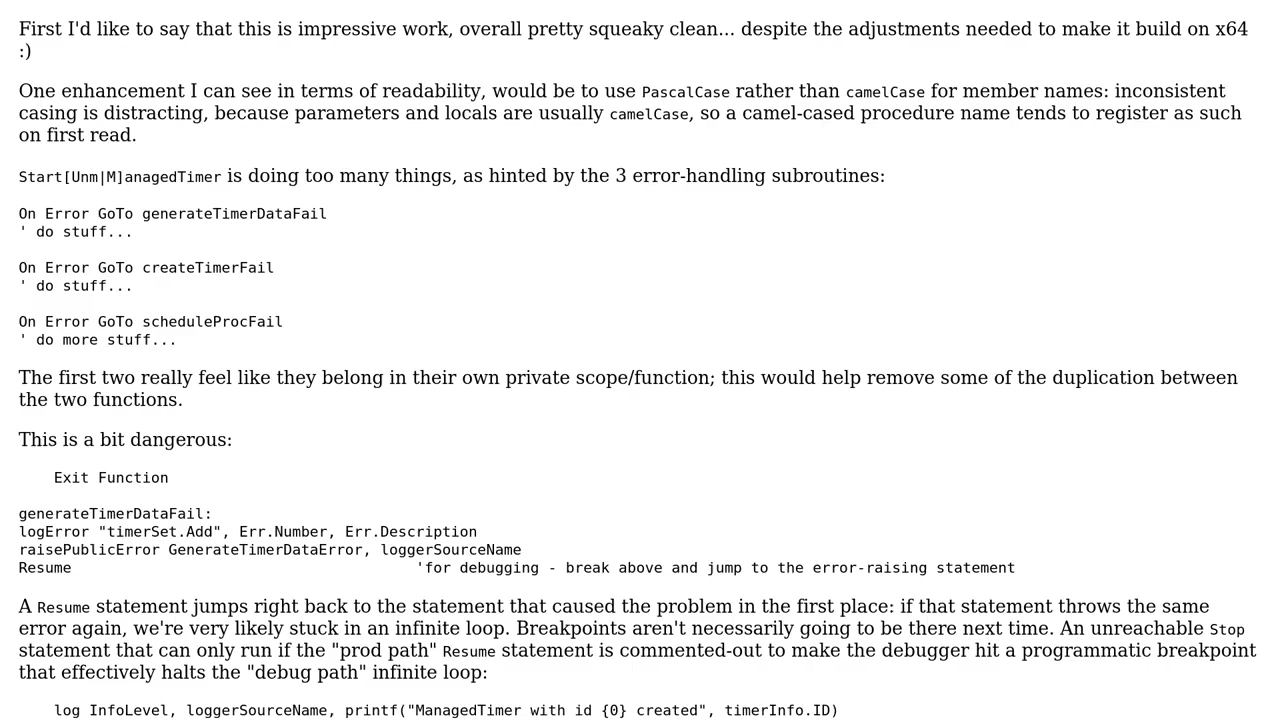 First I'd like to say that this is impressive work, overall pretty squeaky clean... despite the adjustments needed to make it build on x64
:)
One enhancement I can see in terms of readability, would be to use PascalCase rather than camelCase for member names: inconsistent
casing is distracting, because parameters and locals are usually camelCase, so a camel-cased procedure name tends to register as such
on first read.
Start[Unm|M]anagedTimer is doing too many things, as hinted by the 3 error-handling subroutines:
On Error GoTo generateTimerDataFail
' do stuff...
On Error GoTo createTimerFail
' do stuff...
On Error GoTo scheduleProcFail
' do more stuff...
The first two really feel like they belong in their own private scope/function; this would help remove some of the duplication between
the two functions.
This is a bit dangerous:
    Exit Function
generateTimerDataFail:
logError "timerSet.Add", Err.Number, Err.Description
raisePublicError GenerateTimerDataError, loggerSourceName
Resume                                       'for debugging - break above and jump to the error-raising statement
A Resume statement jumps right back to the statement that caused the problem in the first place: if that statement throws the same
error again, we're very likely stuck in an infinite loop. Breakpoints aren't necessarily going to be there next time. An unreachable Stop
statement that can only run if the "prod path" Resume statement is commented-out to make the debugger hit a programmatic breakpoint
that effectively halts the "debug path" infinite loop:
    log InfoLevel, loggerSourceName, printf("ManagedTimer with id {0} created", timerInfo.ID)